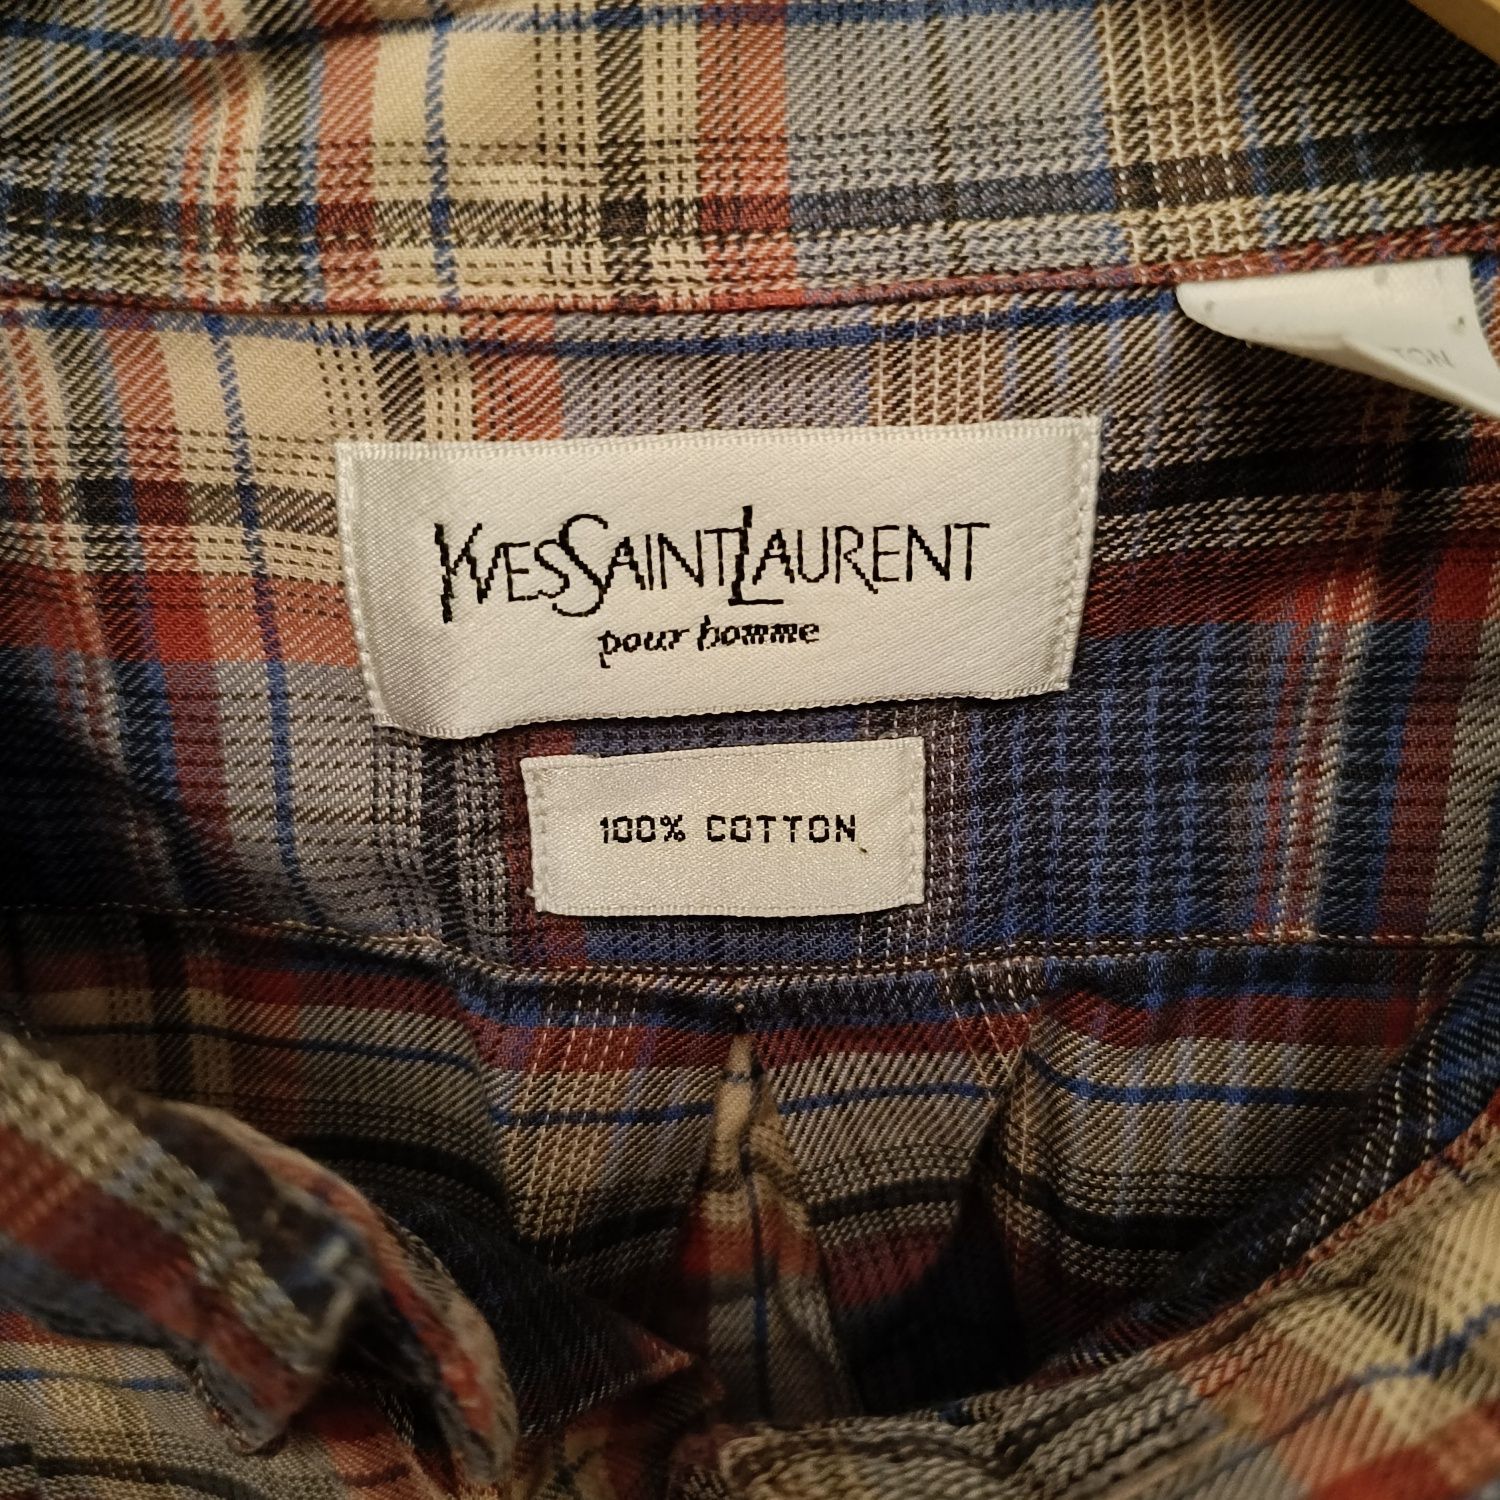 YVESSAINTLAURENT
pour homme
100% COTTON